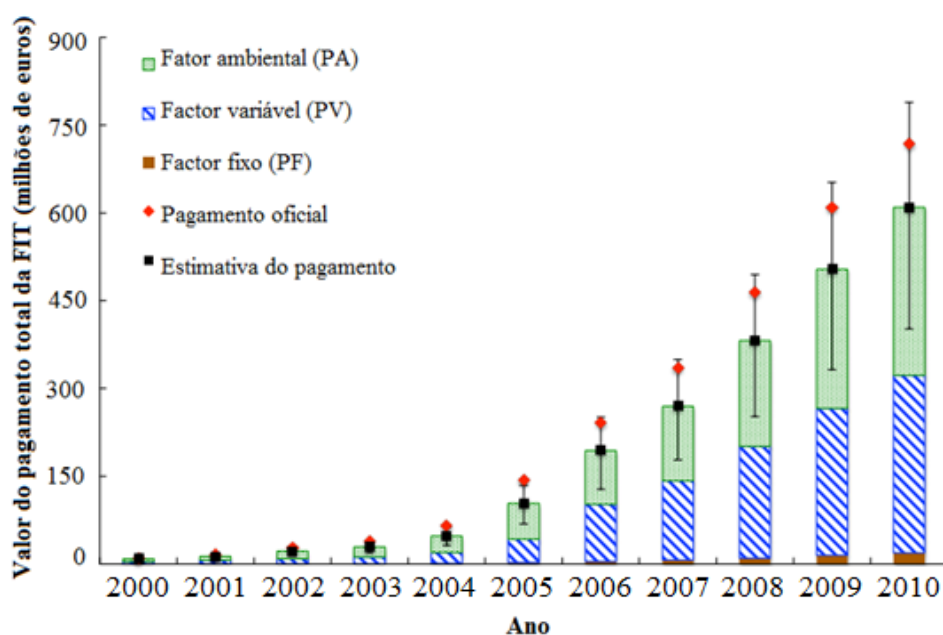 Valor do pagamento total da FIT (milhões de euros)
900
750
600
450
300
150
0
Fator ambiental (PA)
Factor variável (PV)
Factor fixo (PF)
Pagamento oficial
Estimativa do pagamento
2000 2001 2002 2003 2004 2005 2006 2007 2008 2009 2010
Ano